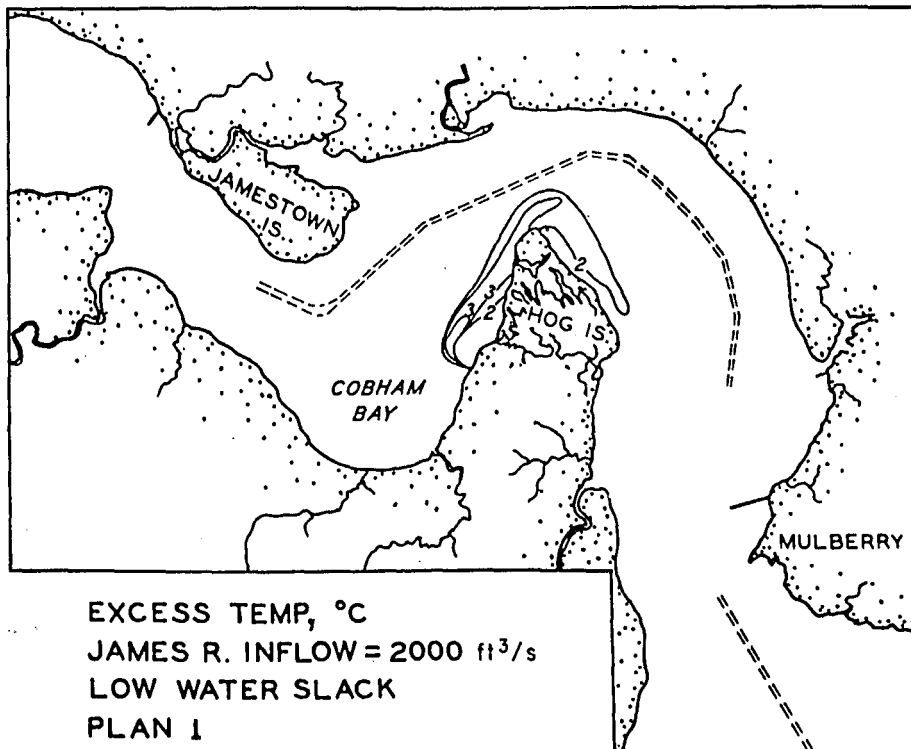 JAMESTOWN
IS.
2
3
3
2
HOG IS.
COBHAM
BAY
MULBERRY
EXCESS TEMP, °C
JAMES R. INFLOW = 2000 ft³/s
LOW WATER SLACK
PLAN 1